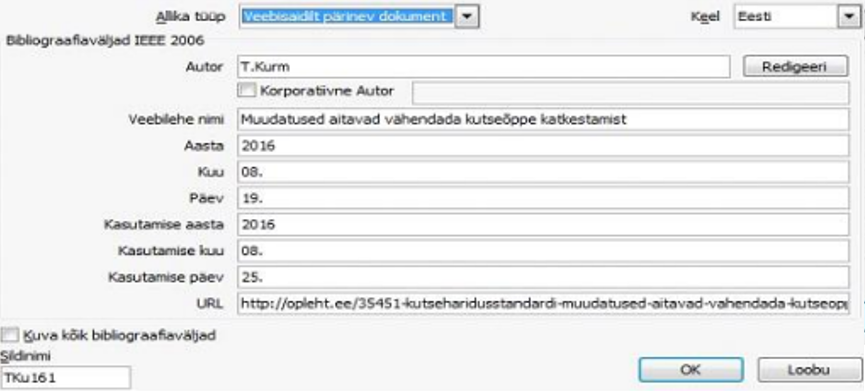 Allika tüüp Veebisaidilt pärinev dokument Keel Eesti
Bibliograafiaväljad IEEE 2006
Autor T.Kurm Redigeeri
Korporatiivne Autor
Veebilehe nimi Muudatused aitavad vähendada kutseõppe katkestamist
Aasta 2016
Kuu 08.
Päev 19.
Kasutamise aasta 2016
Kasutamise kuu 08.
Kasutamise päev 25.
URL http://opleht.ee/35451-kutseharidusstandardi-muudatused-aitavad-vahendada-kutseopp
Kuva kõik bibliograafiaväljad
Sildinimi
TKu161
OK Loobu